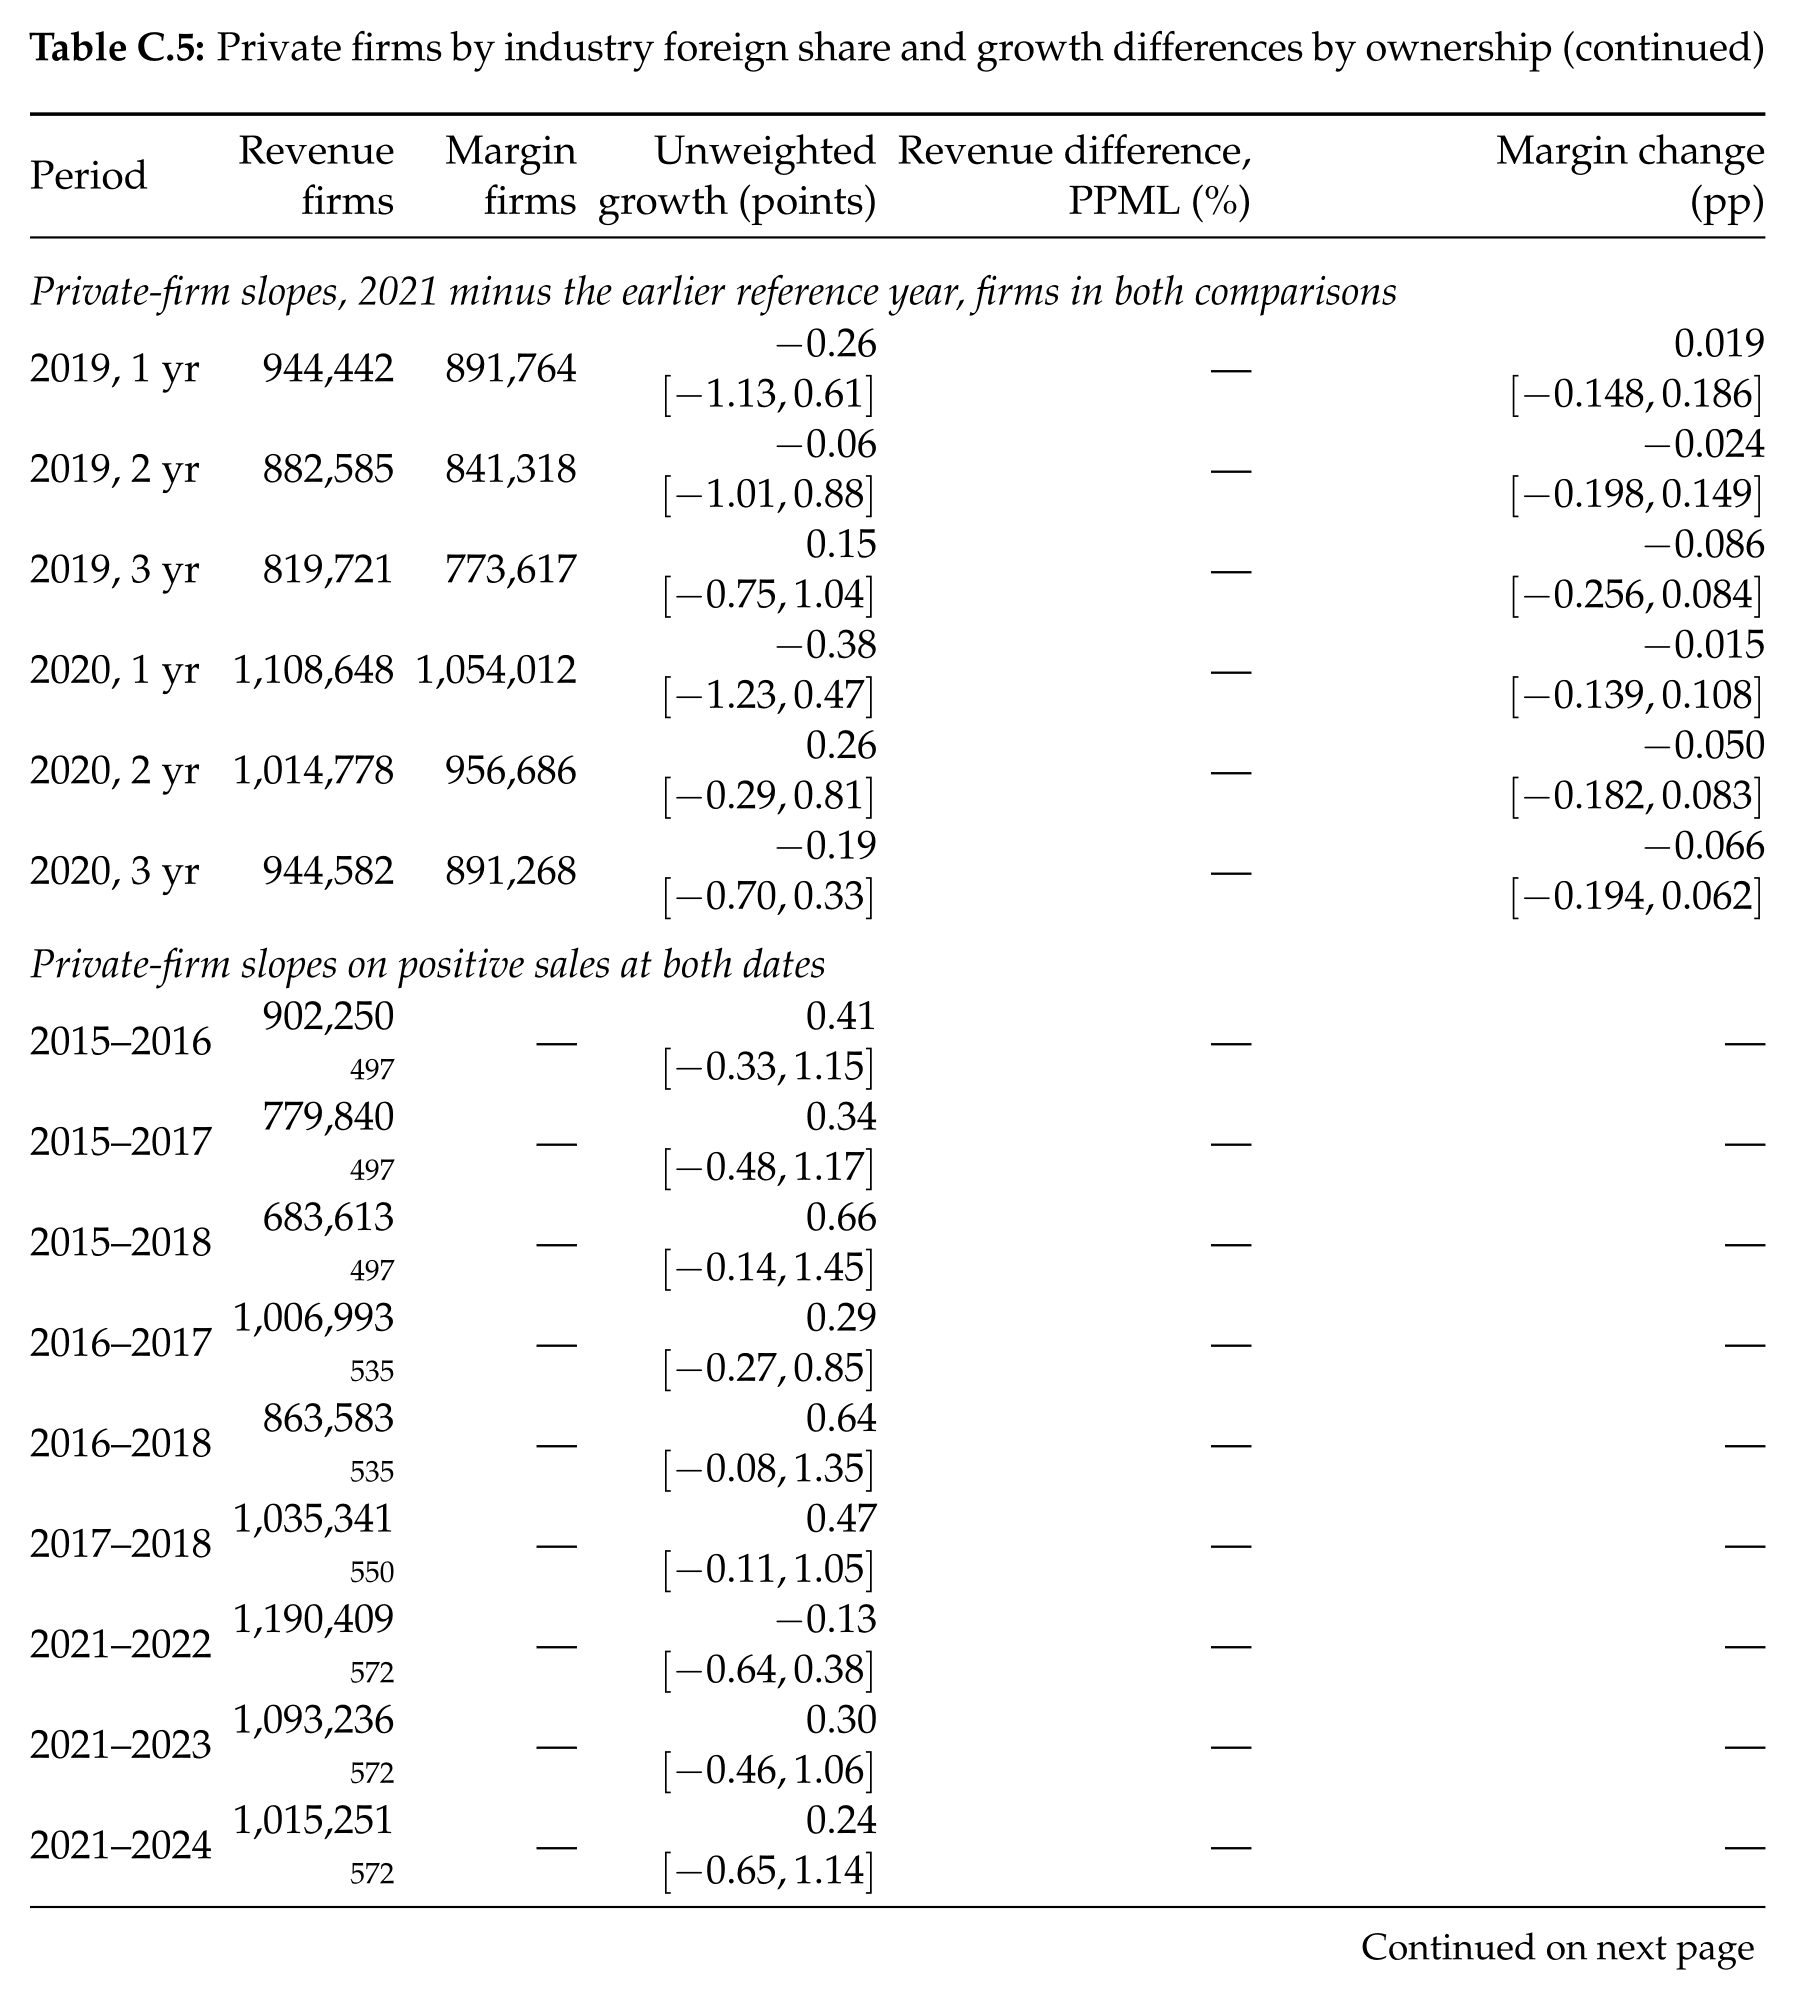 Table C.5: Private firms by industry foreign share and growth differences by ownership (continued)
Period Revenue firms Margin firms Unweighted growth (points) Revenue difference, PPML (%) Margin change (pp)
Private-firm slopes, 2021 minus the earlier reference year, firms in both comparisons
2019, 1 yr 944,442 891,764 −0.26 [−1.13, 0.61] — 0.019 [−0.148, 0.186]
2019, 2 yr 882,585 841,318 −0.06 [−1.01, 0.88] — −0.024 [−0.198, 0.149]
2019, 3 yr 819,721 773,617 0.15 [−0.75, 1.04] — −0.086 [−0.256, 0.084]
2020, 1 yr 1,108,648 1,054,012 −0.38 [−1.23, 0.47] — −0.015 [−0.139, 0.108]
2020, 2 yr 1,014,778 956,686 0.26 [−0.29, 0.81] — −0.050 [−0.182, 0.083]
2020, 3 yr 944,582 891,268 −0.19 [−0.70, 0.33] — −0.066 [−0.194, 0.062]
Private-firm slopes on positive sales at both dates
2015–2016 902,250 497 — 0.41 [−0.33, 1.15] — —
2015–2017 779,840 497 — 0.34 [−0.48, 1.17] — —
2015–2018 683,613 497 — 0.66 [−0.14, 1.45] — —
2016–2017 1,006,993 535 — 0.29 [−0.27, 0.85] — —
2016–2018 863,583 535 — 0.64 [−0.08, 1.35] — —
2017–2018 1,035,341 550 — 0.47 [−0.11, 1.05] — —
2021–2022 1,190,409 572 — −0.13 [−0.64, 0.38] — —
2021–2023 1,093,236 572 — 0.30 [−0.46, 1.06] — —
2021–2024 1,015,251 572 — 0.24 [−0.65, 1.14] — —
Continued on next page